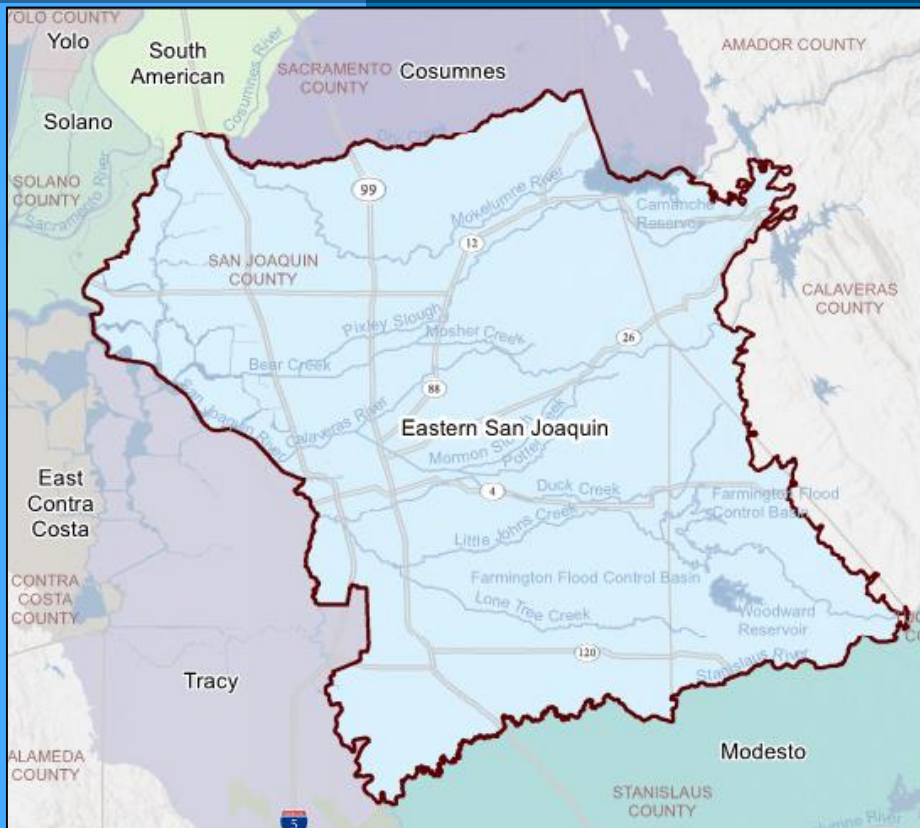 YOLO COUNTY
Yolo
South
American
Cosumnes River
SACRAMENTO
COUNTY
Cosumnes
AMADOR COUNTY
Solano
Dry Creek
SOLANO
COUNTY
Sacramento River
99
Mokelumne River
Camanche
Reservoir
12
SAN JOAQUIN
COUNTY
CALAVERAS
COUNTY
Pixley Slough
Mosher Creek
26
Bear Creek
88
San Joaquin River
Calaveras River
Eastern San Joaquin
Mormon Slough
Potter Creek
East
Contra
Costa
4
Duck Creek
Farmington Flood
Control Basin
Little Johns Creek
CONTRA
COSTA
COUNTY
Farmington Flood Control Basin
Lone Tree Creek
Woodward
Reservoir
120
Stanislaus River
Tracy
Modesto
ALAMEDA
COUNTY
STANISLAUS
COUNTY
5